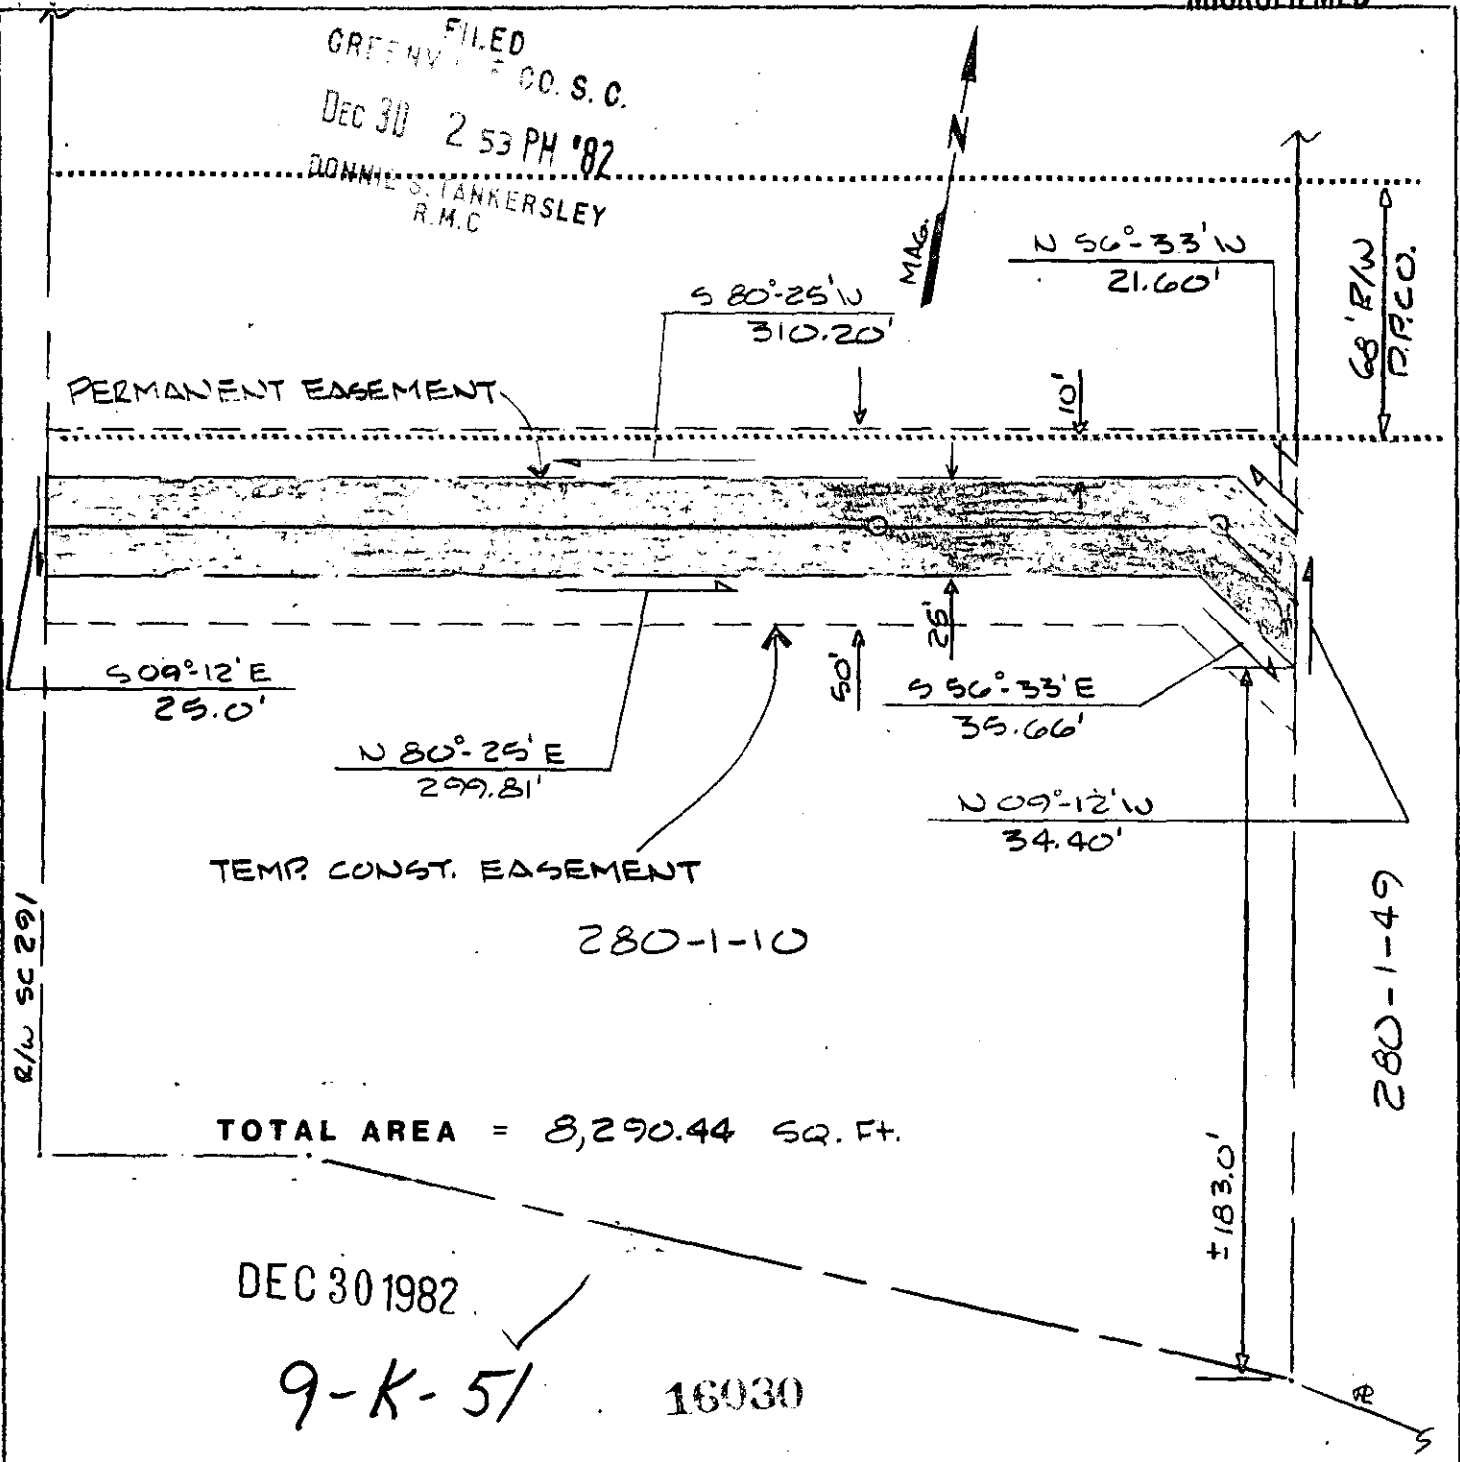 MICROFILMED
FILED
GREENVILLE CO. S. C.
DEC 30 2 53 PM '82
DONNIE S. TANKERSLEY
R.M.C
N
MAG.
N 56°-33' W
21.60'
68' R/W
D.P.CO.
S 80°-25' W
310.20'
PERMANENT EASEMENT
10'
25'
50'
S 09°-12' E
25.0'
S 56°-33' E
35.66'
N 80°-25' E
299.81'
N 09°-12' W
34.40'
TEMP. CONST. EASEMENT
280-1-10
R/W SC 291
280-1-49
TOTAL AREA = 8,290.44 SQ. Ft.
±183.0'
DEC 30 1982
9-K-51
16030